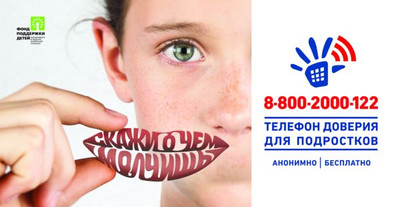 ФОНД
ПОДДЕРЖКИ
ДЕТЕЙ
СКАЖИ О ЧЕМ
МОЛЧИШЬ
8-800-2000-122
ТЕЛЕФОН ДОВЕРИЯ
ДЛЯ ПОДРОСТКОВ
АНОНИМНО | БЕСПЛАТНО